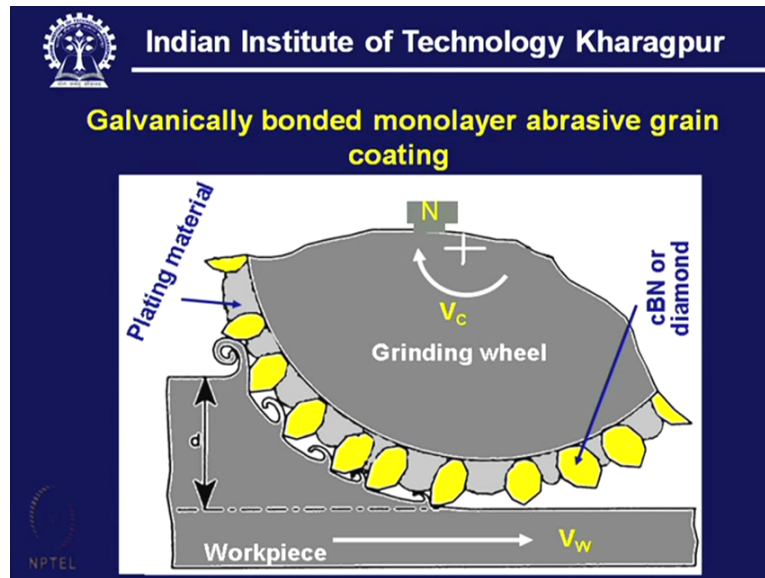 Indian Institute of Technology Kharagpur
Galvanically bonded monolayer abrasive grain
coating
Plating material
N
cBN or
diamond
Vc
Grinding wheel
d
Workpiece
Vw
NPTEL